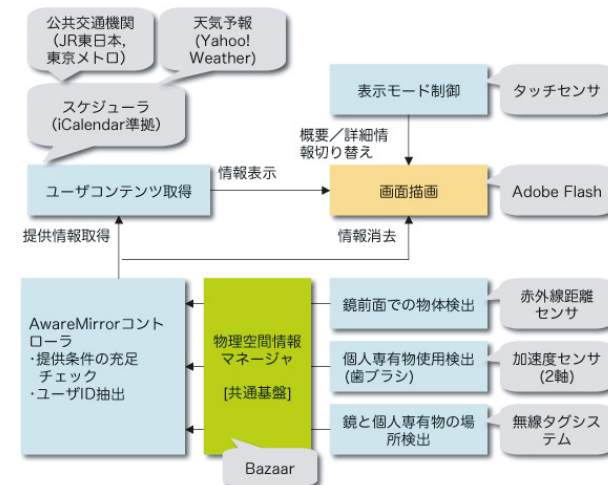 公共交通機関
（JR東日本，
東京メトロ）
天気予報
(Yahoo!
Weather)
スケジューラ
(iCalendar準拠)
表示モード制御
タッチセンサ
概要／詳細情
報切り替え
ユーザコンテンツ取得
情報表示
画面描画
Adobe Flash
提供情報取得
情報消去
AwareMirrorコント
ローラ
・提供条件の充足
チェック
・ユーザID抽出
物理空間情報
マネージャ
[共通基盤]
Bazaar
鏡前面での物体検出
赤外線距離
センサ
個人専有物使用検出
(歯ブラシ)
加速度センサ
(2軸)
鏡と個人専有物の場
所検出
無線タグシス
テム